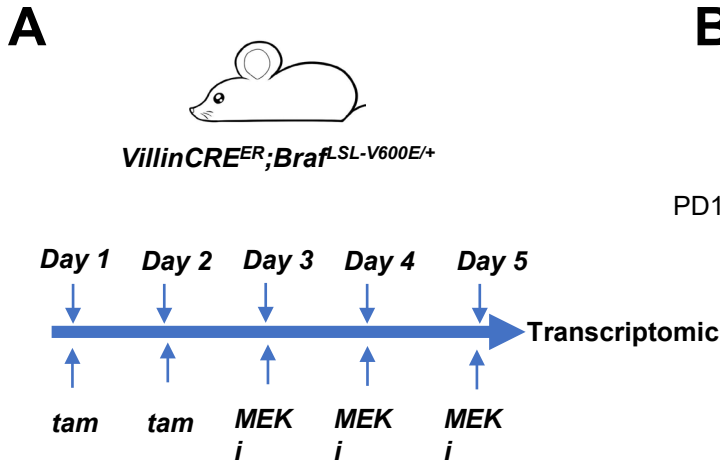 A
B
VillinCRE^ER;Braf^LSL-V600E/+
PD1
Day 1 Day 2 Day 3 Day 4 Day 5
Transcriptomic
tam tam MEK MEK MEK
i i i